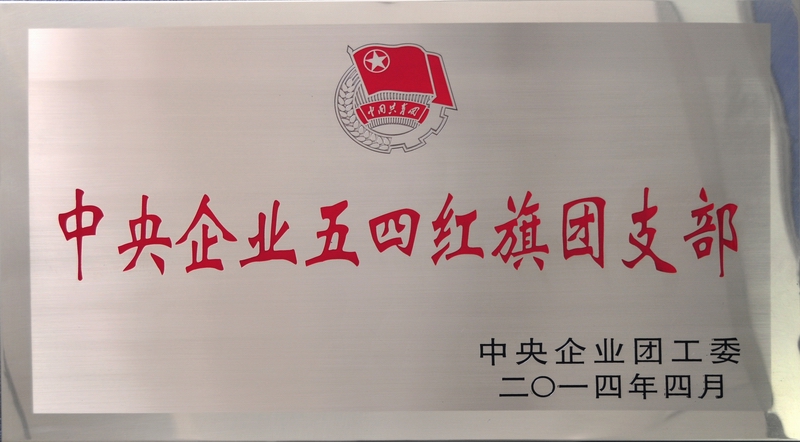 中国共青团
中央企业五四红旗团支部
中央企业团工委
二〇一四年四月